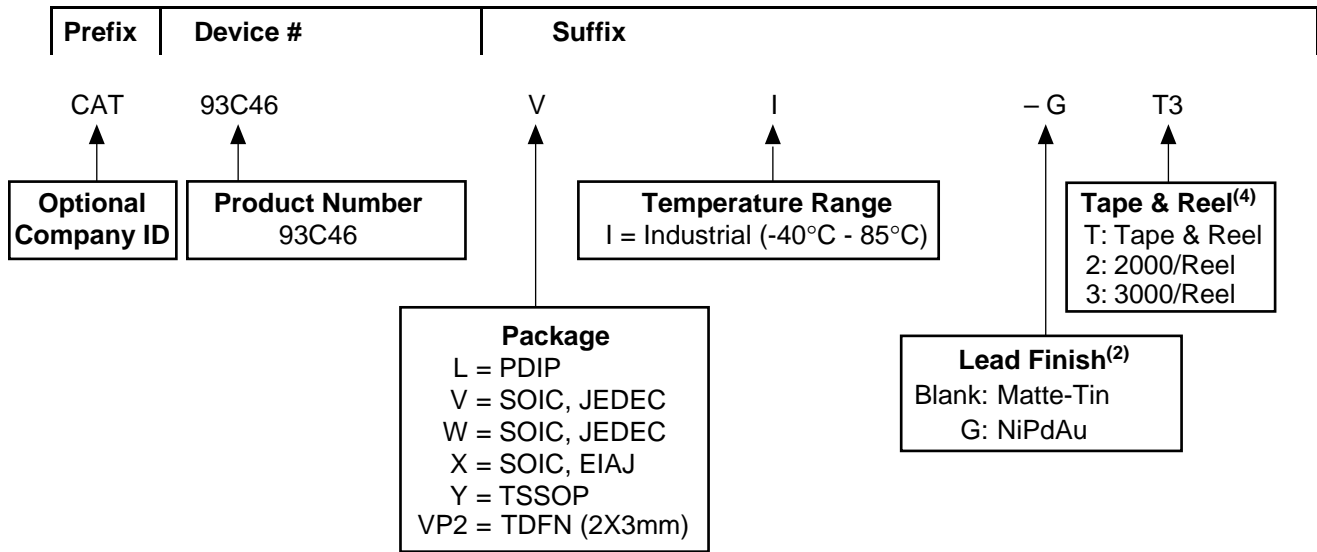 Prefix Device # Suffix
CAT 93C46 V I – G T3
Optional
Company ID
Product Number
93C46
Temperature Range
I = Industrial (-40°C - 85°C)
Tape & Reel(4)
T: Tape & Reel
2: 2000/Reel
3: 3000/Reel
Package
L = PDIP
V = SOIC, JEDEC
W = SOIC, JEDEC
X = SOIC, EIAJ
Y = TSSOP
VP2 = TDFN (2X3mm)
Lead Finish(2)
Blank: Matte-Tin
G: NiPdAu